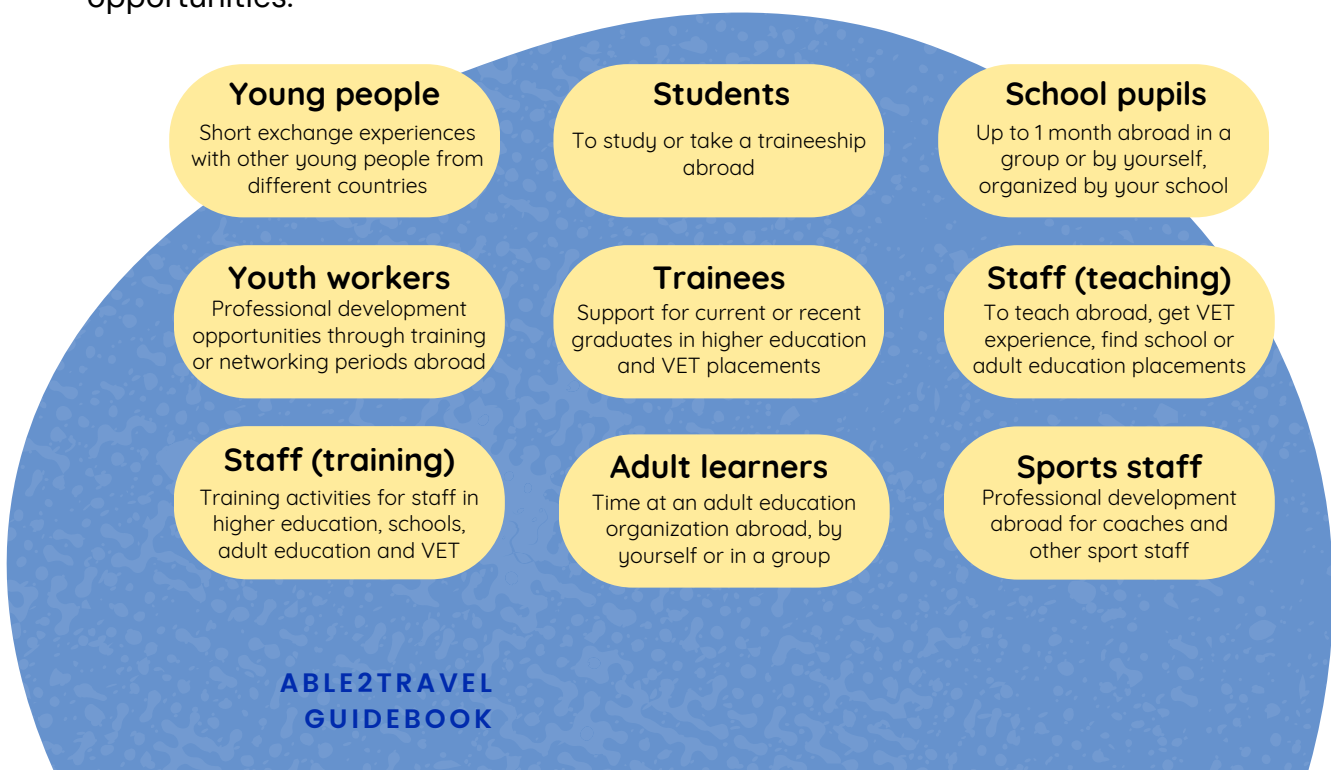 opportunities.
Young people
Short exchange experiences
with other young people from
different countries
Students
To study or take a traineeship
abroad
School pupils
Up to 1 month abroad in a
group or by yourself,
organized by your school
Youth workers
Professional development
opportunities through training
or networking periods abroad
Trainees
Support for current or recent
graduates in higher education
and VET placements
Staff (teaching)
To teach abroad, get VET
experience, find school or
adult education placements
Staff (training)
Training activities for staff in
higher education, schools,
adult education and VET
Adult learners
Time at an adult education
organization abroad, by
yourself or in a group
Sports staff
Professional development
abroad for coaches and
other sport staff
ABLE2TRAVEL
GUIDEBOOK